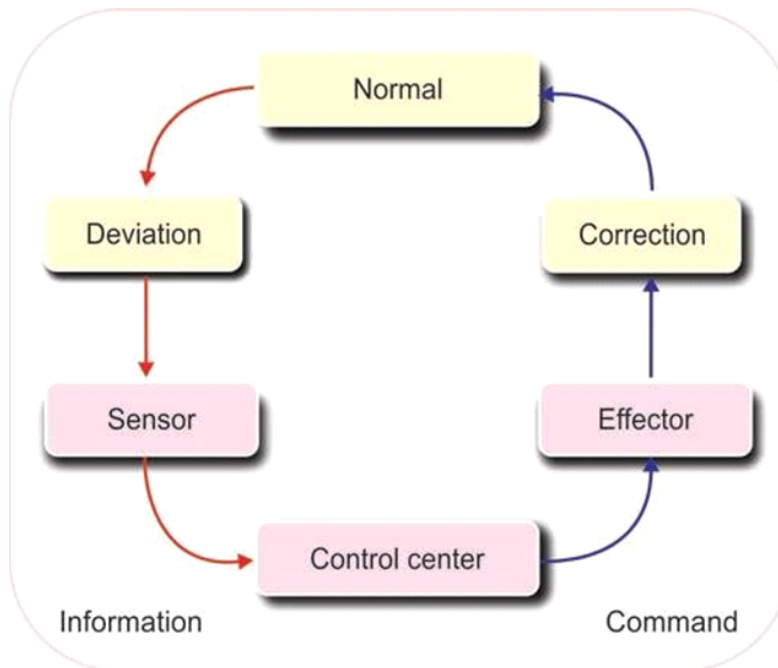 Normal
Deviation
Correction
Sensor
Effector
Control center
Information
Command